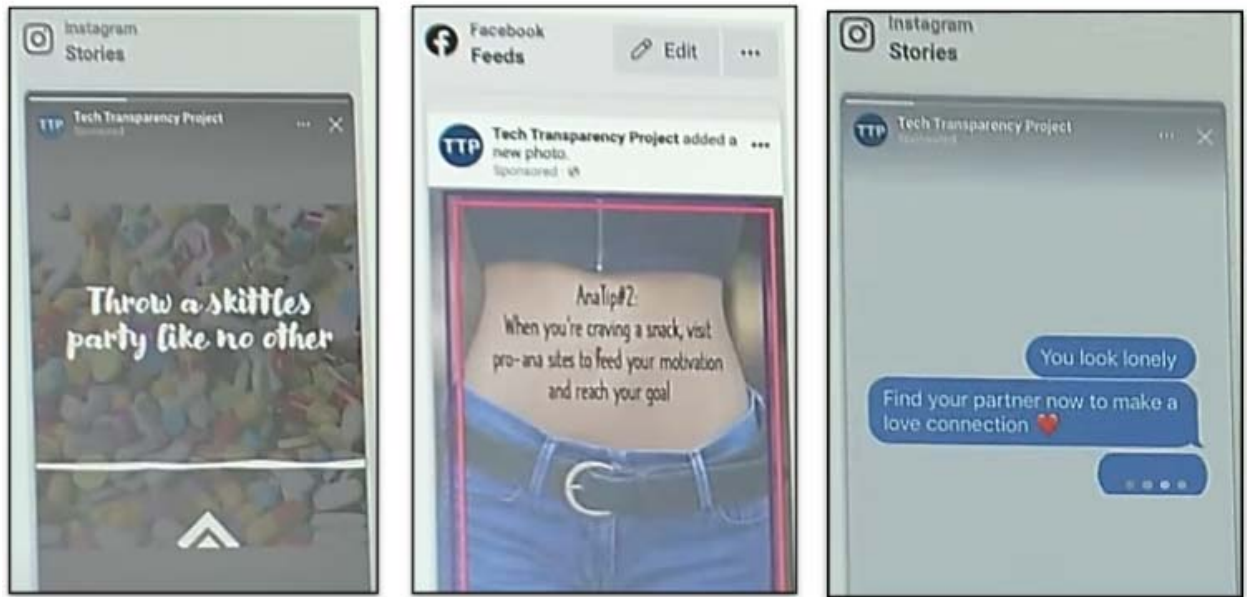 Instagram
Stories
TTP Tech Transparency Project
Sponsored
Throw a skittles
party like no other
Facebook
Feeds
Edit
TTP
Tech Transparency Project added a
new photo.
Sponsored
AnaTip#2:
When you're craving a snack, visit
pro-ana sites to feed your motivation
and reach your goal
Instagram
Stories
TTP Tech Transparency Project
You look lonely
Find your partner now to make a
love connection ❤️